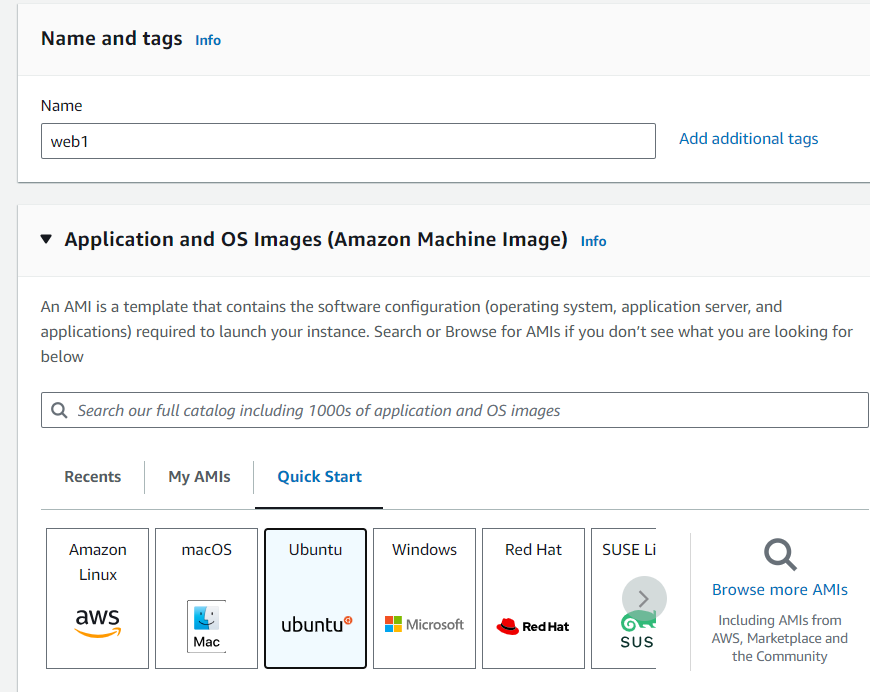 Name and tags Info
Name
web1
Add additional tags
Application and OS Images (Amazon Machine Image) Info
An AMI is a template that contains the software configuration (operating system, application server, and
applications) required to launch your instance. Search or Browse for AMIs if you don’t see what you are looking for
below
Search our full catalog including 1000s of application and OS images
Recents
My AMIs
Quick Start
Amazon
Linux
aws
macOS
Mac
Ubuntu
ubuntu
Windows
Microsoft
Red Hat
Red Hat
SUSE Li
SUS
Browse more AMIs
Including AMIs from
AWS, Marketplace and
the Community